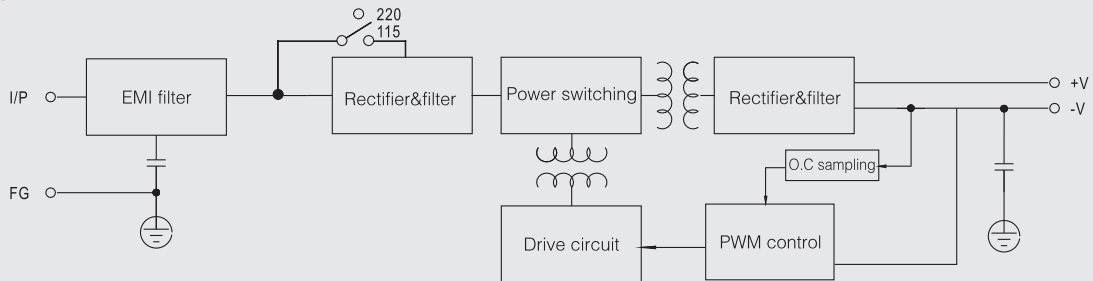 220
115
I/P
EMI filter
Rectifier&filter
Power switching
Rectifier&filter
+V
-V
O.C sampling
FG
Drive circuit
PWM control